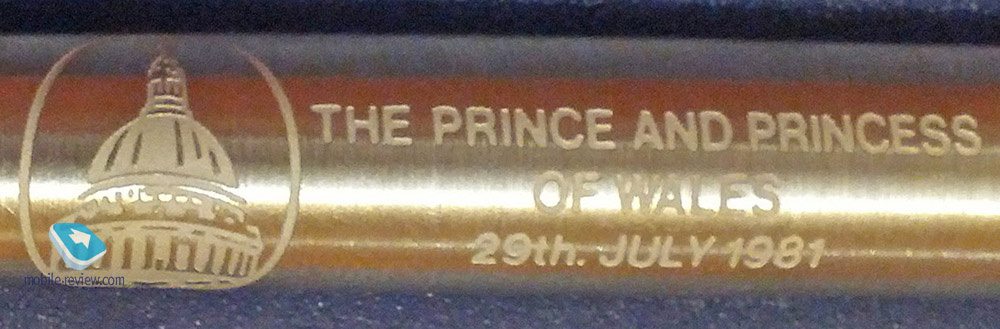 THE PRINCE AND PRINCESS
OF WALES
29th. JULY 1981
mobile-review.com